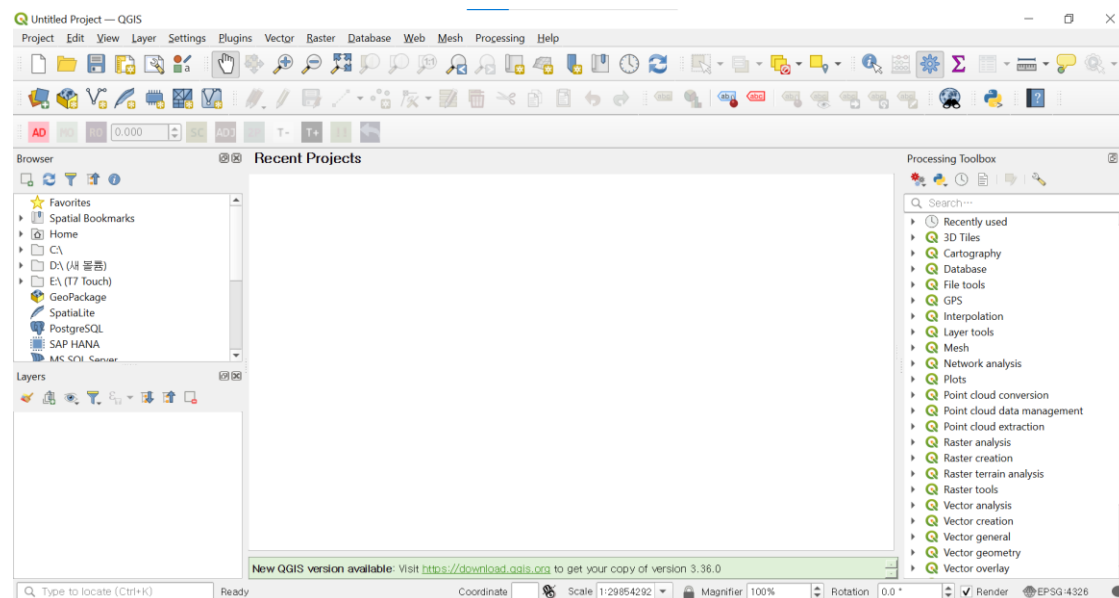 Untitled Project — QGIS
Project Edit View Layer Settings Plugins Vector Raster Database Web Mesh Processing Help
AD MO RO 0.000 SC ADJ T- T+
Browser
Favorites
Spatial Bookmarks
Home
C:\
D:\ (새 볼륨)
E:\ (T7 Touch)
GeoPackage
SpatiaLite
PostgreSQL
SAP HANA
MS SQL Server
Layers
Recent Projects
New QGIS version available: Visit https://download.qgis.org to get your copy of version 3.36.0
Processing Toolbox
Search…
Recently used
3D Tiles
Cartography
Database
File tools
GPS
Interpolation
Layer tools
Mesh
Network analysis
Plots
Point cloud conversion
Point cloud data management
Point cloud extraction
Raster analysis
Raster creation
Raster terrain analysis
Raster tools
Vector analysis
Vector creation
Vector general
Vector geometry
Vector overlay
Type to locate (Ctrl+K) Ready Coordinate Scale 1:29854292 Magnifier 100% Rotation 0.0 ° Render EPSG:4326